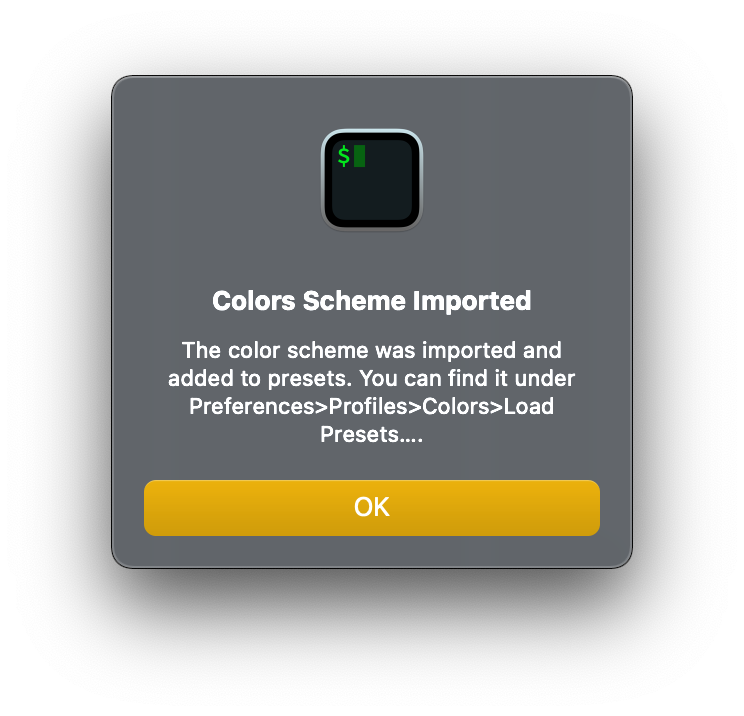 $
Colors Scheme Imported
The color scheme was imported and
added to presets. You can find it under
Preferences>Profiles>Colors>Load
Presets....
OK